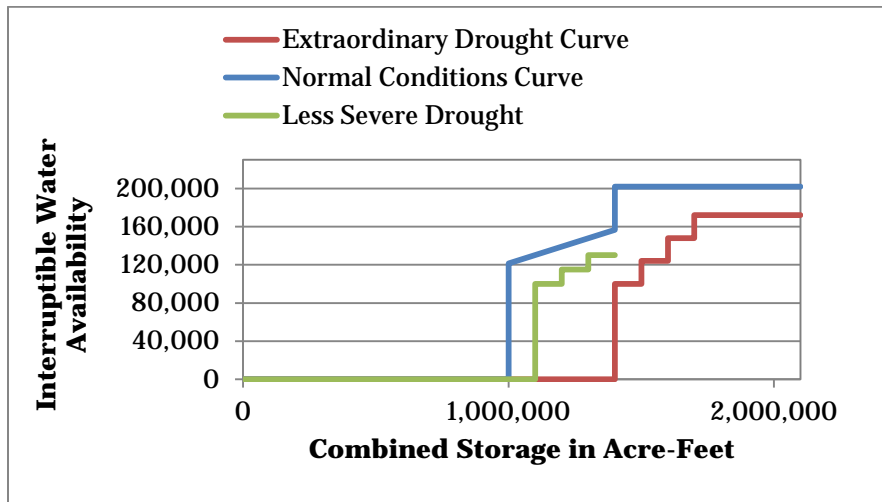 Extraordinary Drought Curve
Normal Conditions Curve
Less Severe Drought
Interruptible Water
Availability
200,000
160,000
120,000
80,000
40,000
0
0 1,000,000 2,000,000
Combined Storage in Acre-Feet